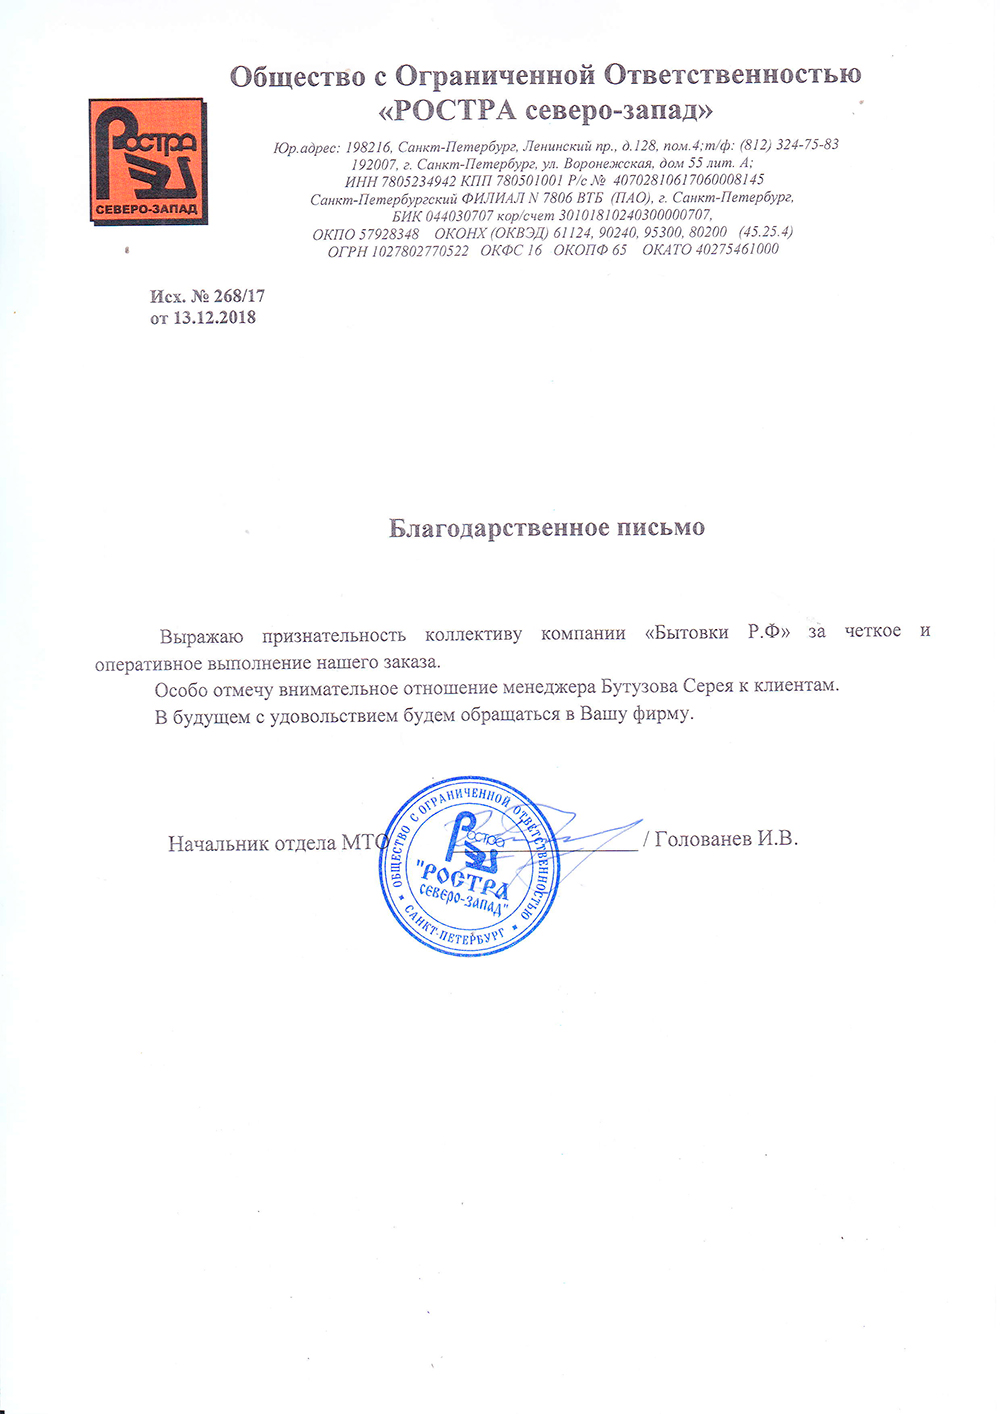 Общество с Ограниченной Ответственностью
«РОСТРА северо-запад»
Ростра
СЕВЕРО-ЗАПАД
Юр.адрес: 198216, Санкт-Петербург, Ленинский пр., д.128, пом.4;т/ф: (812) 324-75-83
192007, г. Санкт-Петербург, ул. Воронежская, дом 55 лит. А;
ИНН 7805234942 КПП 780501001 Р/с № 40702810617060008145
Санкт-Петербургский ФИЛИАЛ N 7806 ВТБ (ПАО), г. Санкт-Петербург,
БИК 044030707 кор/счет 30101810240300000707,
ОКПО 57928348 ОКОНХ (ОКВЭД) 61124, 90240, 95300, 80200 (45.25.4)
ОГРН 1027802770522 ОКФС 16 ОКОПФ 65 ОКАТО 40275461000
Исх. № 268/17
от 13.12.2018
Благодарственное письмо
Выражаю признательность коллективу компании «Бытовки Р.Ф» за четкое и
оперативное выполнение нашего заказа.
Особо отмечу внимательное отношение менеджера Бутузова Серея к клиентам.
В будущем с удовольствием будем обращаться в Вашу фирму.
Начальник отдела МТО / Голованев И.В.
ОБЩЕСТВО С ОГРАНИЧЕННОЙ ОТВЕТСТВЕННОСТЬЮ
САНКТ-ПЕТЕРБУРГ
Ростра
"РОСТРА
СЕВЕРО-ЗАПАД"